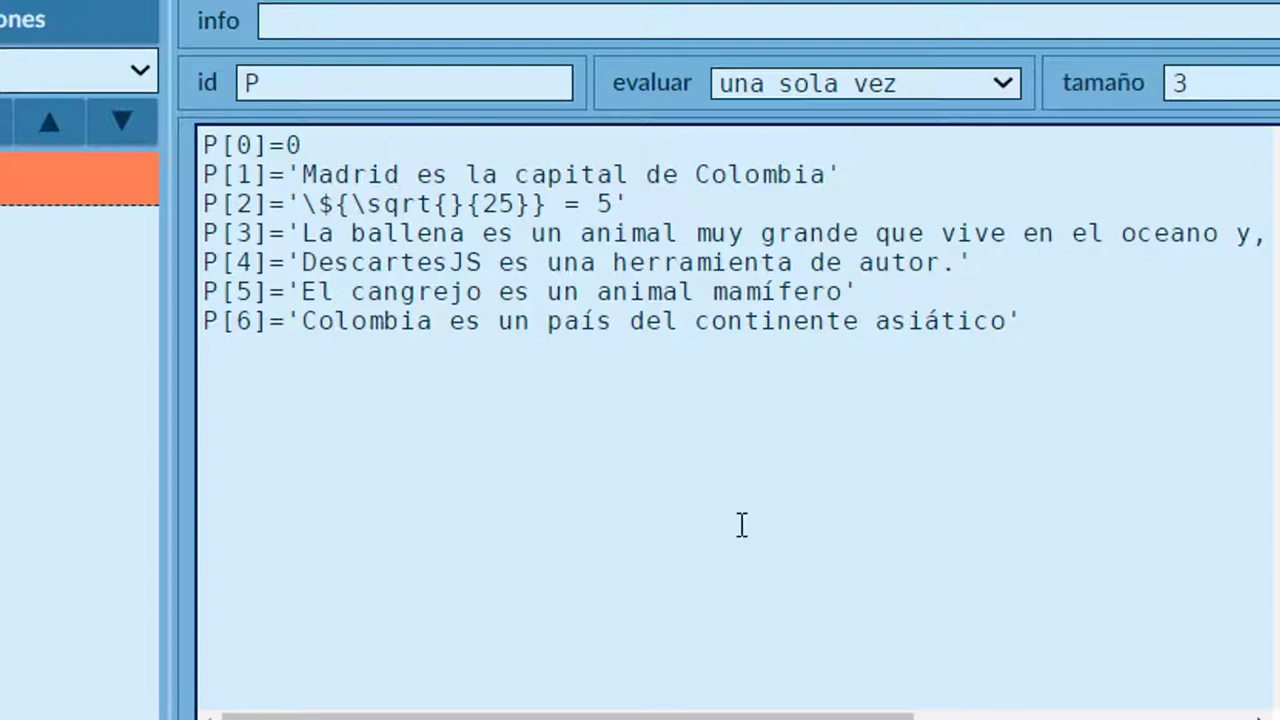 ones
info
id P evaluar una sola vez tamaño 3
P[0]=0
P[1]='Madrid es la capital de Colombia'
P[2]='\${\sqrt{}{25}} = 5'
P[3]='La ballena es un animal muy grande que vive en el oceano y,
P[4]='DescartesJS es una herramienta de autor.'
P[5]='El cangrejo es un animal mamífero'
P[6]='Colombia es un país del continente asiático'